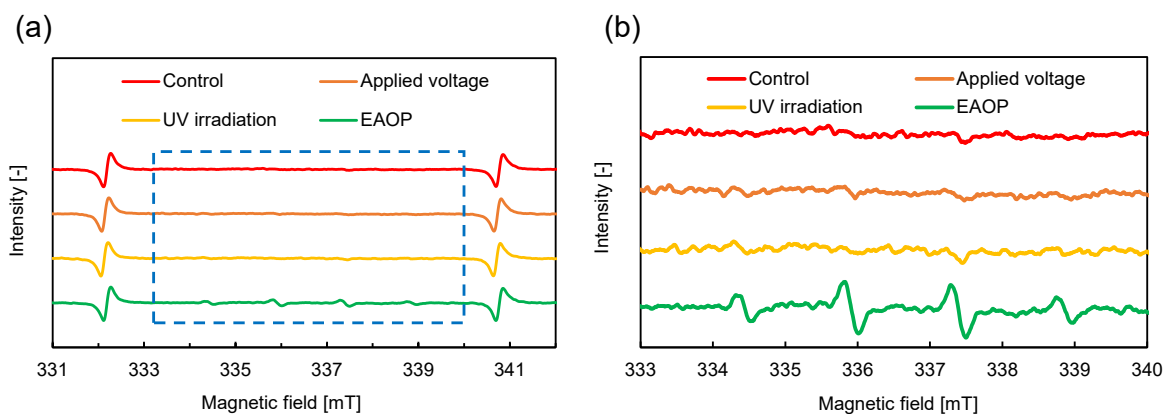 (a)
Control
Applied voltage
UV irradiation
EAOP
Intensity [-]
331
333
335
337
339
341
Magnetic field [mT]
(b)
Control
Applied voltage
UV irradiation
EAOP
Intensity [-]
333
334
335
336
337
338
339
340
Magnetic field [mT]